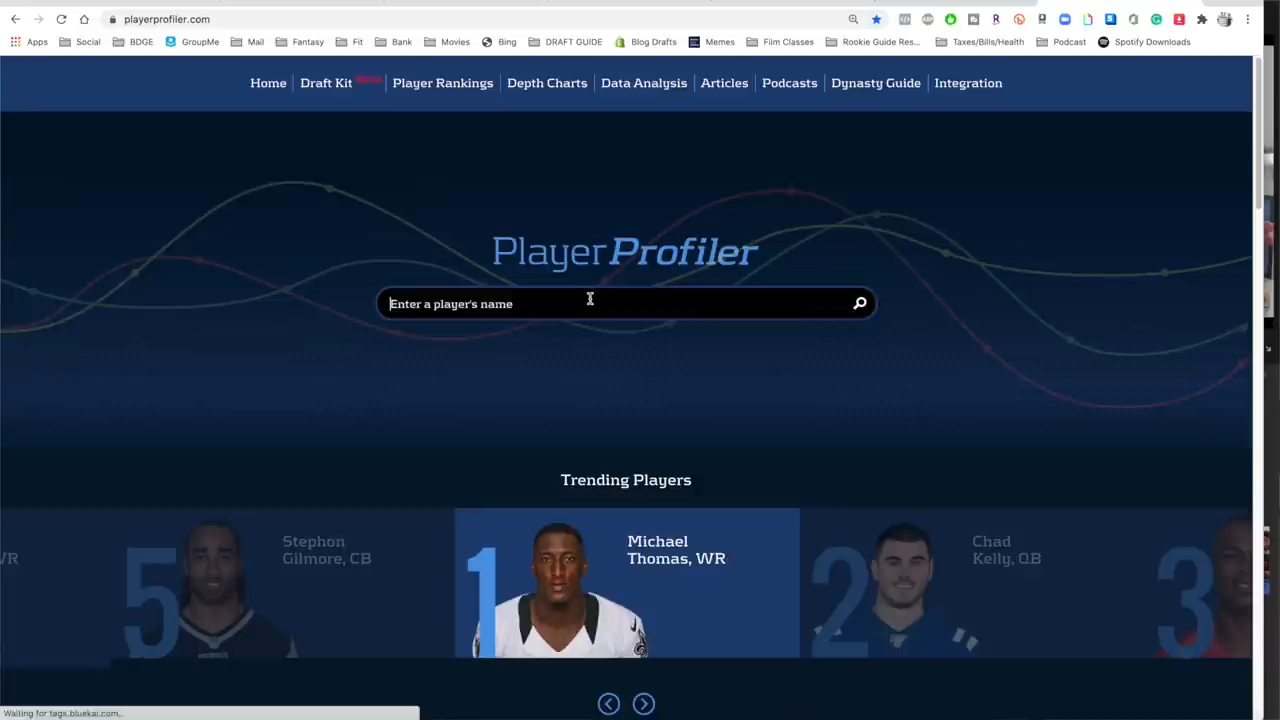 playerprofiler.com
Apps Social BDGE GroupMe Mail Fantasy Fit Bank Movies Bing DRAFT GUIDE Blog Drafts Memes Film Classes Rookie Guide Res... Taxes/Bills/Health Podcast Spotify Downloads
Home Draft Kit Player Rankings Depth Charts Data Analysis Articles Podcasts Dynasty Guide Integration
PlayerProfiler
Enter a player's name
Trending Players
WR
5
Stephon
Gilmore, CB
1
Michael
Thomas, WR
2
Chad
Kelly, QB
3
Waiting for tags.bluekai.com...